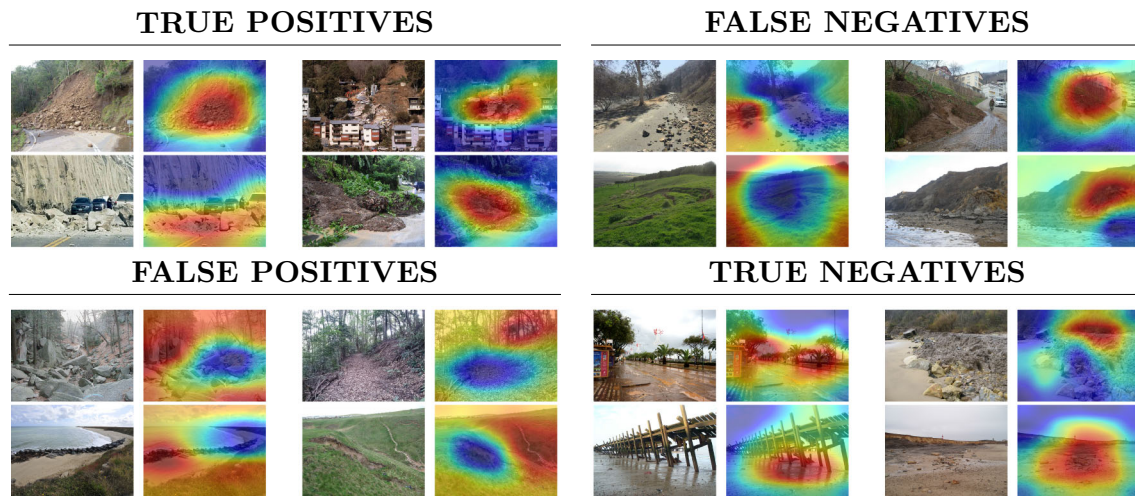 TRUE POSITIVES
FALSE NEGATIVES
FALSE POSITIVES
TRUE NEGATIVES